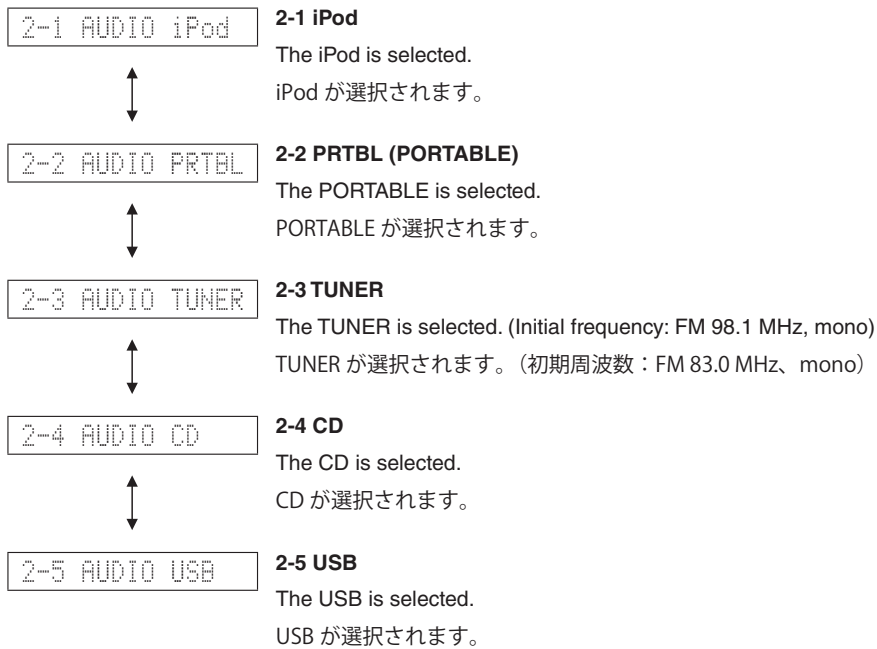 2-1 AUDIO iPod
2-1 iPod
The iPod is selected.
iPod が選択されます。
2-2 AUDIO PRTBL
2-2 PRTBL (PORTABLE)
The PORTABLE is selected.
PORTABLE が選択されます。
2-3 AUDIO TUNER
2-3 TUNER
The TUNER is selected. (Initial frequency: FM 98.1 MHz, mono)
TUNER が選択されます。（初期周波数：FM 83.0 MHz、mono）
2-4 AUDIO CD
2-4 CD
The CD is selected.
CD が選択されます。
2-5 AUDIO USB
2-5 USB
The USB is selected.
USB が選択されます。